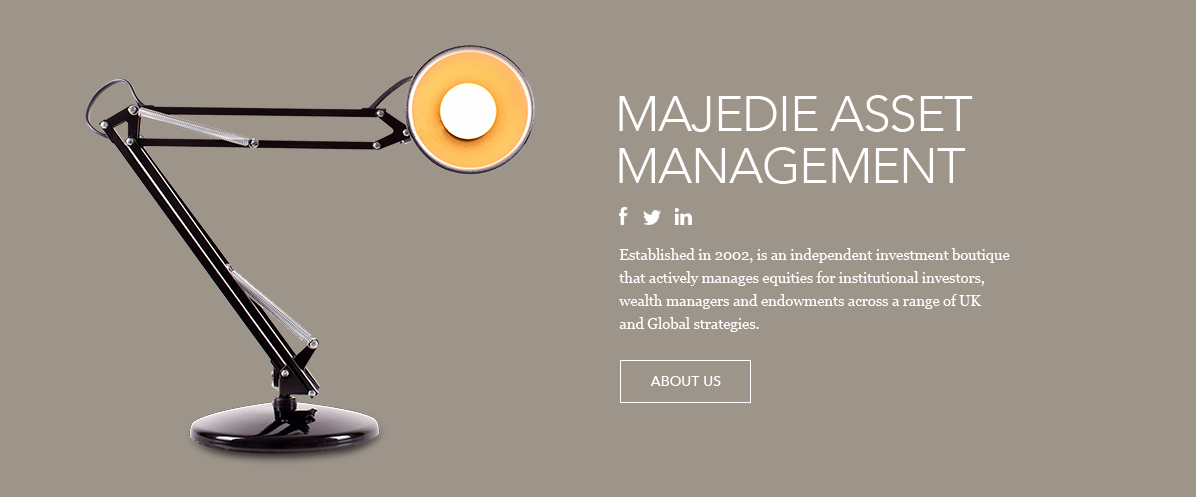 MAJEDIE ASSET
MANAGEMENT
f in
Established in 2002, is an independent investment boutique
that actively manages equities for institutional investors,
wealth managers and endowments across a range of UK
and Global strategies.
ABOUT US